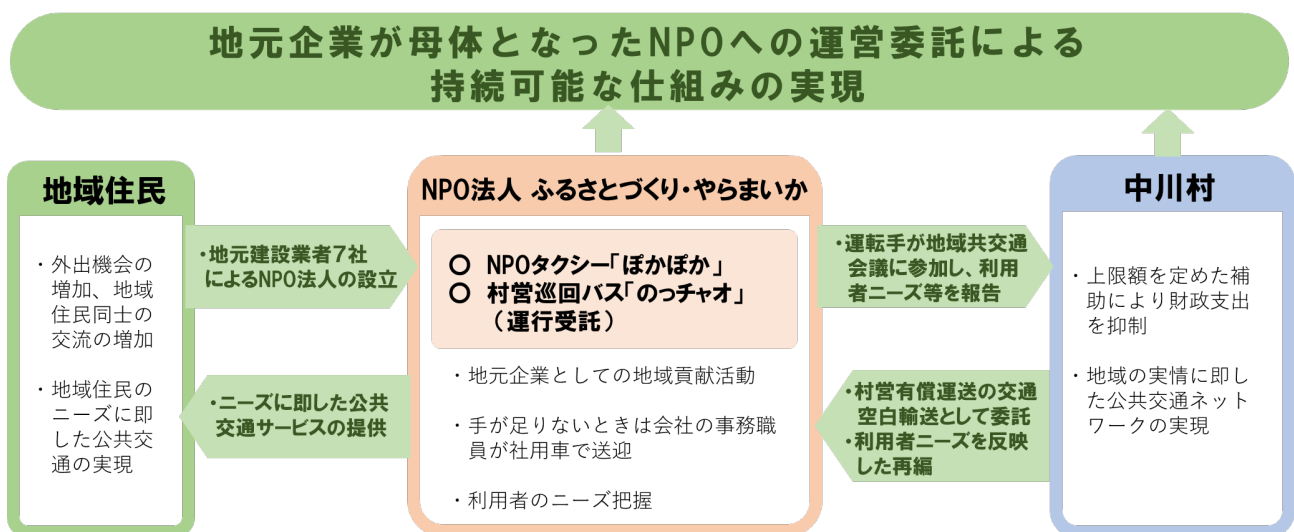 地元企業が母体となったNPOへの運営委託による
持続可能な仕組みの実現
地域住民
・外出機会の
増加、地域
住民同士の
交流の増加
・地域住民の
ニーズに即
した公共交
通の実現
・地元建設業者7社
によるNPO法人の設立
・ニーズに即した公共
交通サービスの提供
NPO法人 ふるさとづくり・やらまいか
〇 NPOタクシー「ぽかぽか」
〇 村営巡回バス「のっチャオ」
（運行受託）
・地元企業としての地域貢献活動
・手が足りないときは会社の事務職
員が社用車で送迎
・利用者のニーズ把握
・運転手が地域共交通
会議に参加し、利用
者ニーズ等を報告
・村営有償運送の交通
空白輸送として委託
・利用者ニーズを反映
した再編
中川村
・上限額を定めた補
助により財政支出
を抑制
・地域の実情に即し
た公共交通ネット
ワークの実現